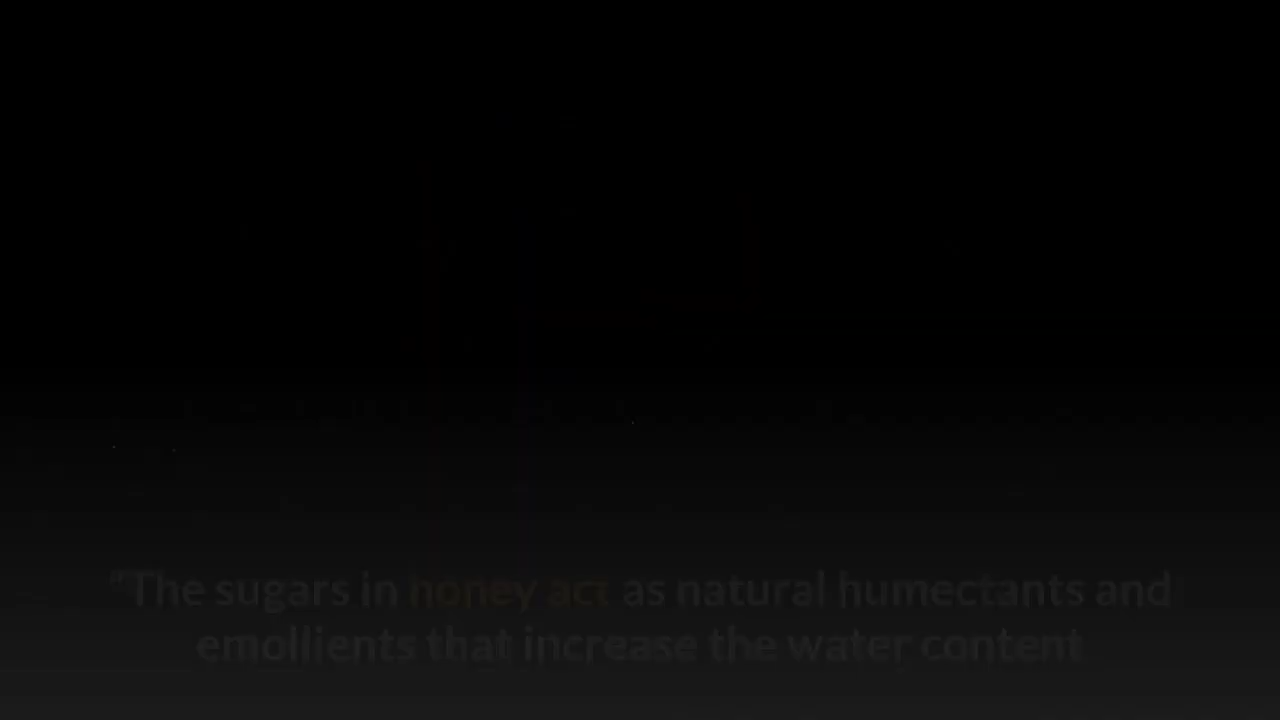 "The sugars in honey act as natural humectants and
emollients that increase the water content